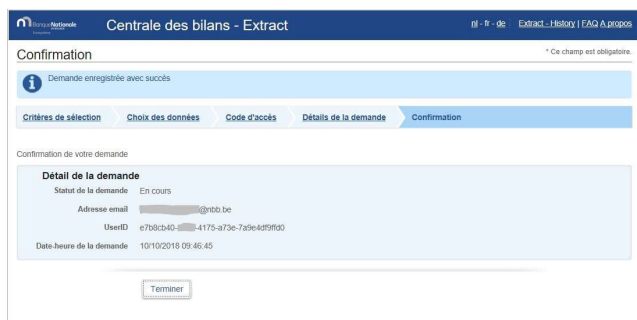 Banque Nationale
Centrale des bilans - Extract
nl - fr - de
Extract - History | FAQ A propos
Confirmation
* Ce champ est obligatoire.
Demande enregistrée avec succès
Critères de sélection
Choix des données
Code d'accès
Détails de la demande
Confirmation
Confirmation de votre demande
Détail de la demande
Statut de la demande En cours
Adresse email @nbb.be
UserID e7b8cb40- -4175-a73e-7a9e4df9ffd0
Date-heure de la demande 10/10/2018 09:46:45
Terminer